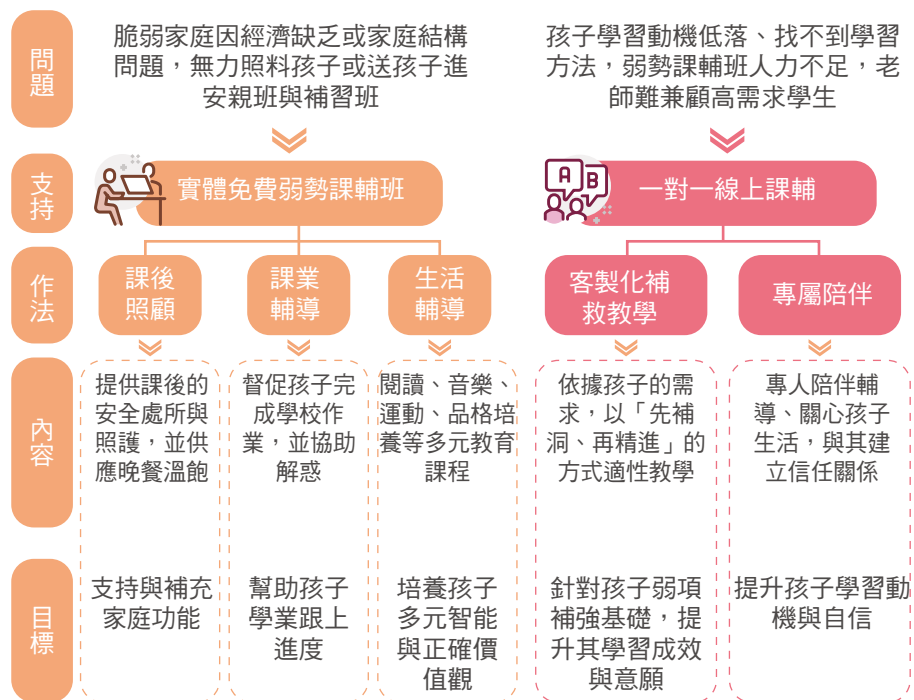 問題
脆弱家庭因經濟缺乏或家庭結構
問題，無力照料孩子或送孩子進
安親班與補習班
孩子學習動機低落、找不到學習
方法，弱勢課輔班人力不足，老
師難兼顧高需求學生
支持
實體免費弱勢課輔班
A
B
一對一線上課輔
作法
課後
照顧
課業
輔導
生活
輔導
客製化補
救教學
專屬陪伴
內容
提供課後的
安全處所與
照護，並供
應晚餐溫飽
督促孩子完
成學校作
業，並協助
解惑
閱讀、音樂、
運動、品格培
養等多元教育
課程
依據孩子的需
求，以「先補
洞、再精進」的
方式適性教學
專人陪伴輔
導、關心孩子
生活，與其建
立信任關係
目標
支持與補充
家庭功能
幫助孩子
學業跟上
進度
培養孩子
多元智能
與正確價
值觀
針對孩子弱項
補強基礎，提
升其學習成效
與意願
提升孩子學習動
機與自信